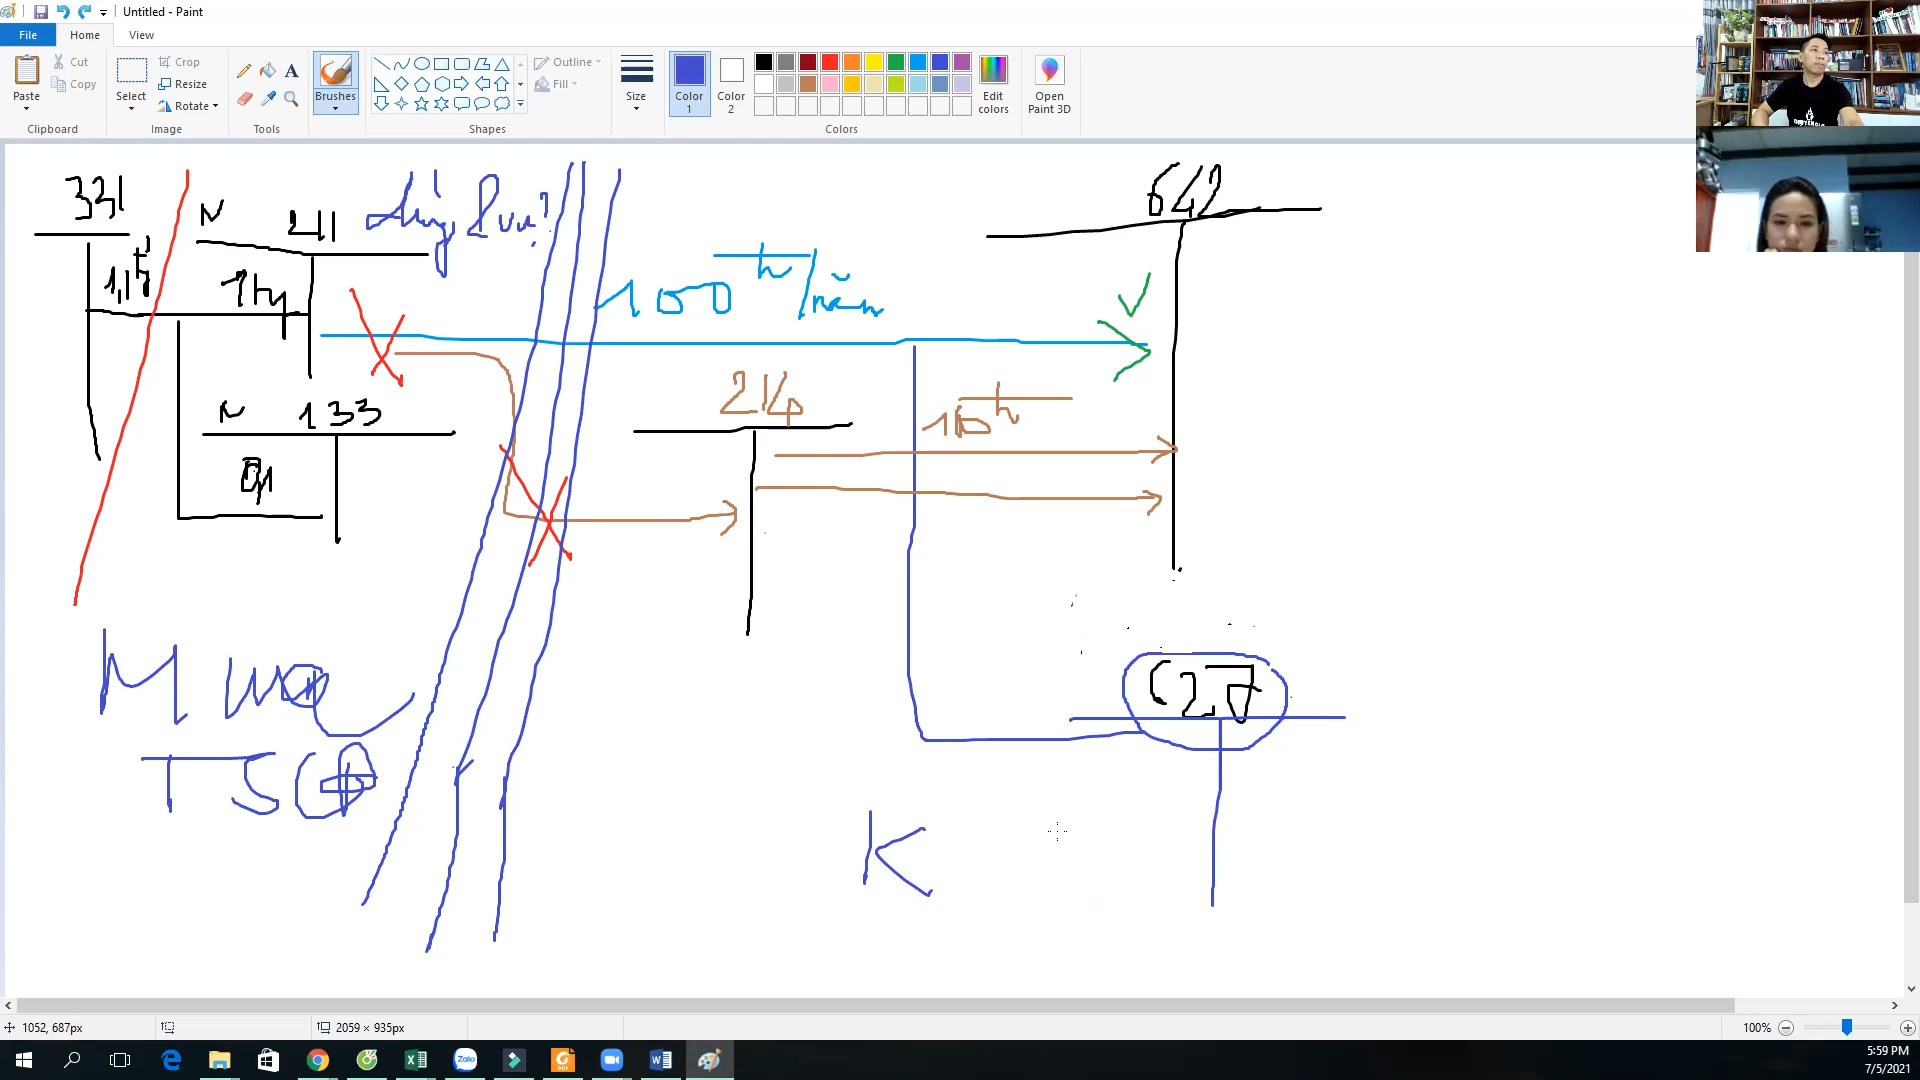 Untitled - Paint
File Home View
Paste
Cut
Copy
Clipboard
Select
Crop
Resize
Rotate
Image
Tools
Brushes
Shapes
Outline
Fill
Size
Color 1
Color 2
Colors
Edit colors
Open Paint 3D
331
N 211
642
1,1 tỷ
1 tỷ
100 tr/năm
N 133
0,1
214
10 tr
M
TSCĐ
627
K
1052, 687px
2059 × 935px
100%
Zalo
5:59 PM
7/5/2021